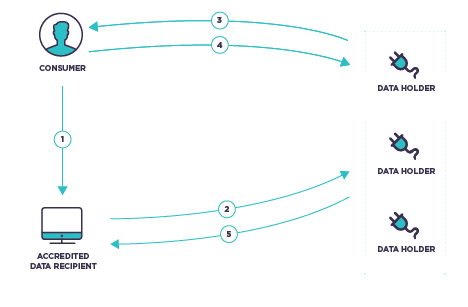 3
4
CONSUMER
DATA HOLDER
1
DATA HOLDER
2
5
DATA HOLDER
ACCREDITED
DATA RECIPIENT